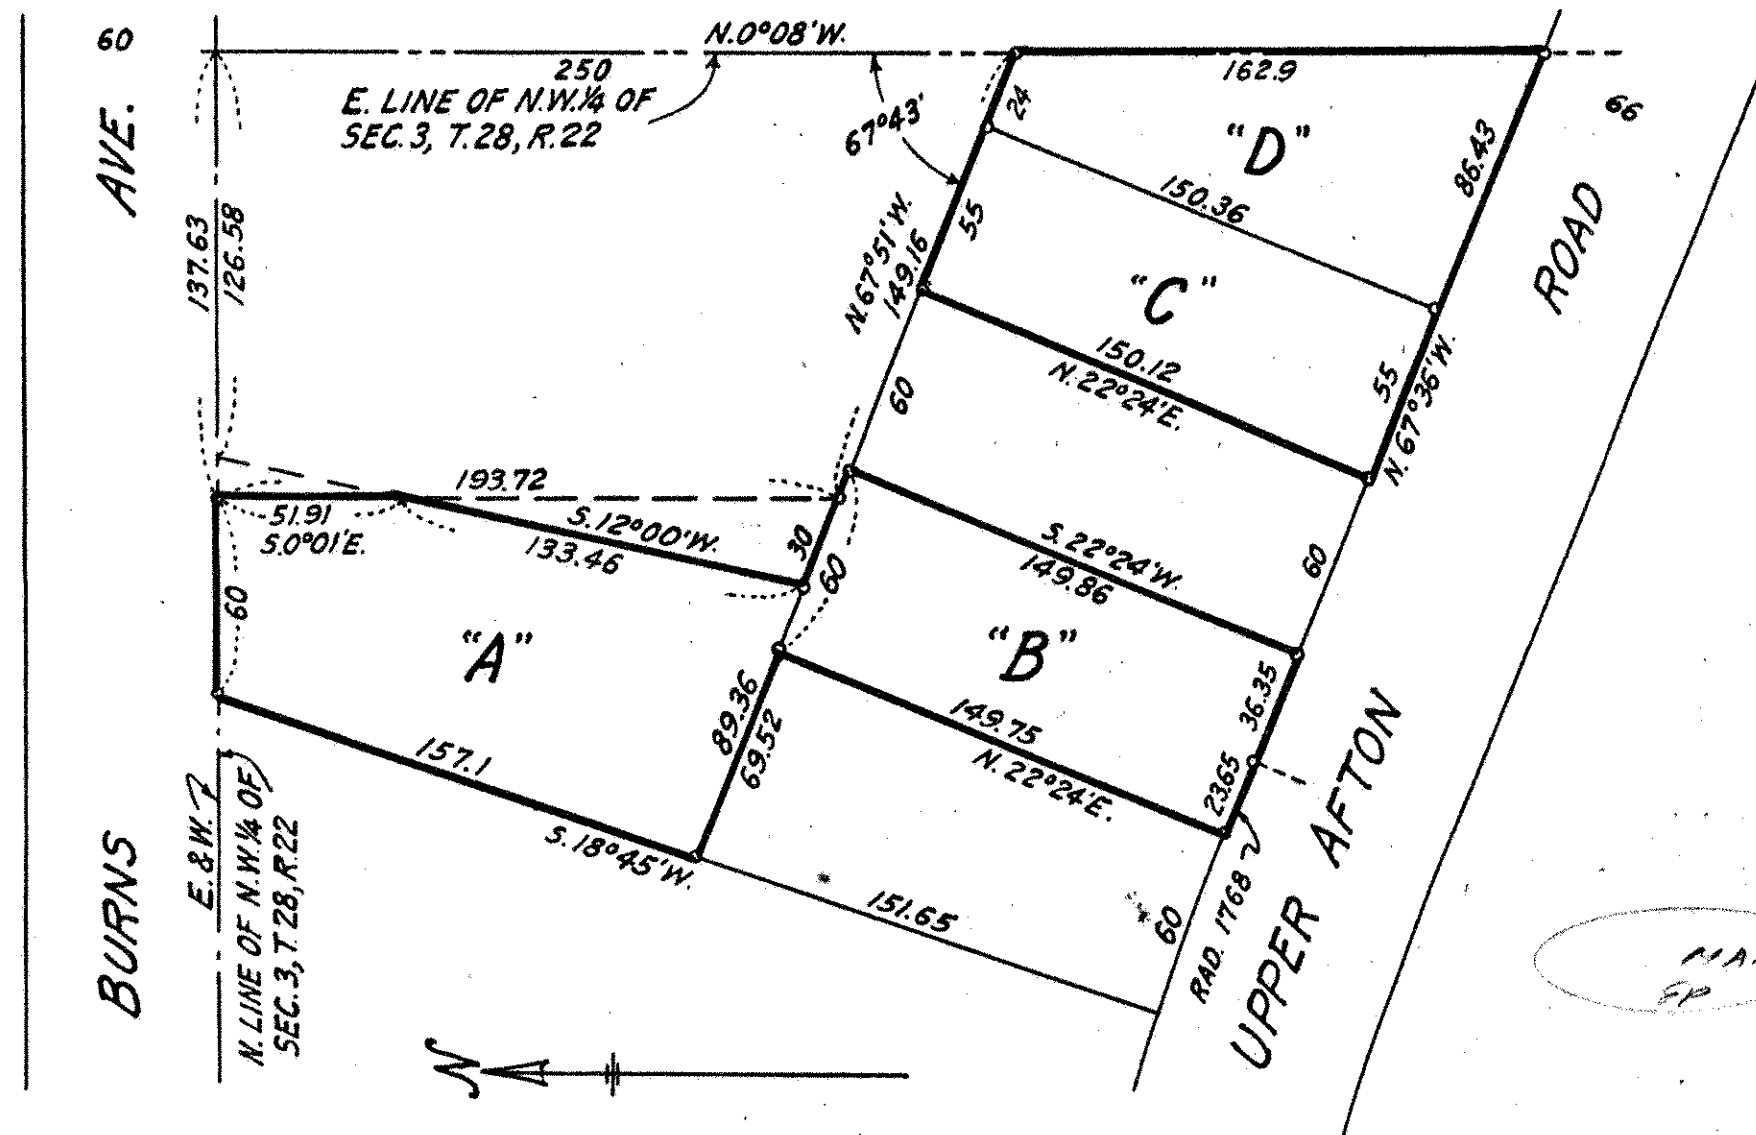 60
AVE.
N.0°08'W.
250
E. LINE OF N.W.¼ OF
SEC. 3, T. 28, R. 22
67°43'
162.9
24
"D"
86.43
66
ROAD
150.36
55
N.67°51'W.
149.16
"C"
137.63
126.58
150.12
N. 22°24'E.
55
N. 67°36'W.
60
193.72
51.91
S.0°01'E.
S.12°00'W.
133.46
30
60
S. 22°24'W.
149.86
60
60
"A"
"B"
36.35
89.36
69.52
149.75
N. 22°24'E.
23.65
157.1
S. 18°45'W.
E. & W.
N. LINE OF N.W.¼ OF
SEC. 3, T. 28, R. 22
BURNS
151.65
60
RAD. 1768
UPPER AFTON
N